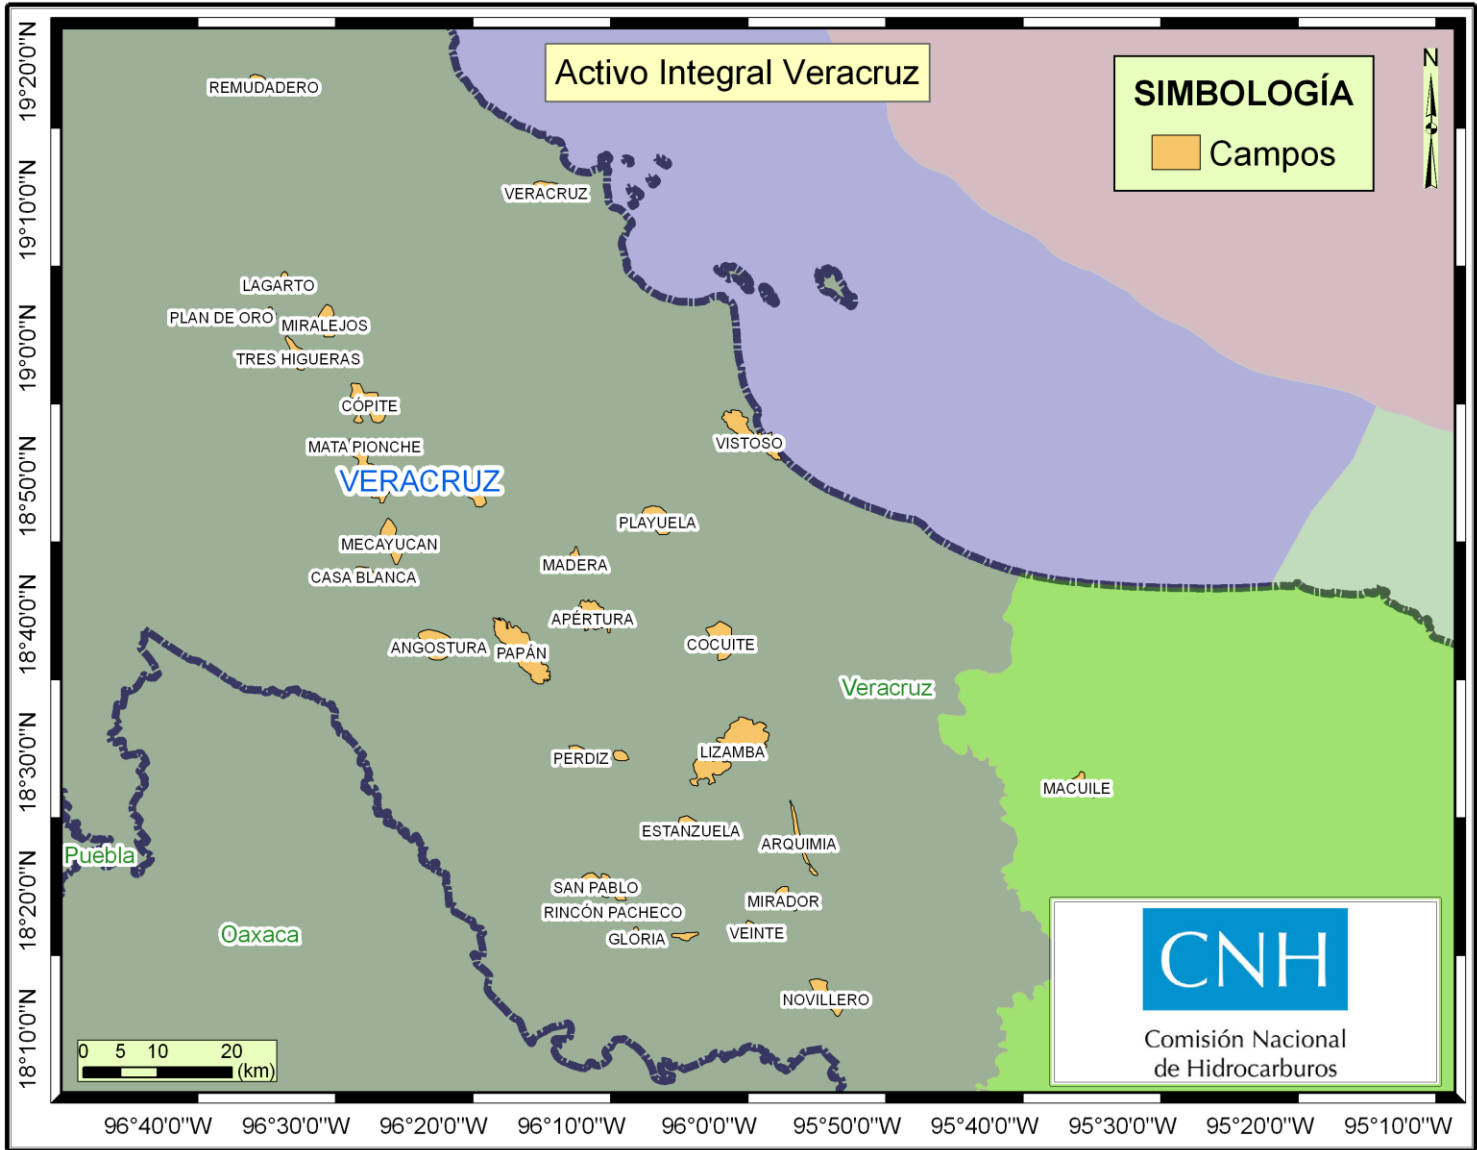 Activo Integral Veracruz
SIMBOLOGÍA
Campos
N
19°20'0"N
19°10'0"N
19°0'0"N
18°50'0"N
18°40'0"N
18°30'0"N
18°20'0"N
18°10'0"N
REMUDADERO
VERACRUZ
LAGARTO
PLAN DE ORO
MIRALEJOS
TRES HIGUERAS
CÓPITE
MATA PIONCHE
VISTOSO
VERACRUZ
PLAYUELA
MECAYUCAN
MADERA
CASA BLANCA
APÉRTURA
ANGOSTURA
PAPÁN
COCUITE
Veracruz
LIZAMBA
PERDIZ
MACUILE
ESTANZUELA
ARQUIMIA
Puebla
SAN PABLO
MIRADOR
RINCÓN PACHECO
Oaxaca
GLORIA
VEINTE
NOVILLERO
CNH
Comisión Nacional
de Hidrocarburos
0 5 10 20
(km)
96°40'0"W 96°30'0"W 96°20'0"W 96°10'0"W 96°0'0"W 95°50'0"W 95°40'0"W 95°30'0"W 95°20'0"W 95°10'0"W